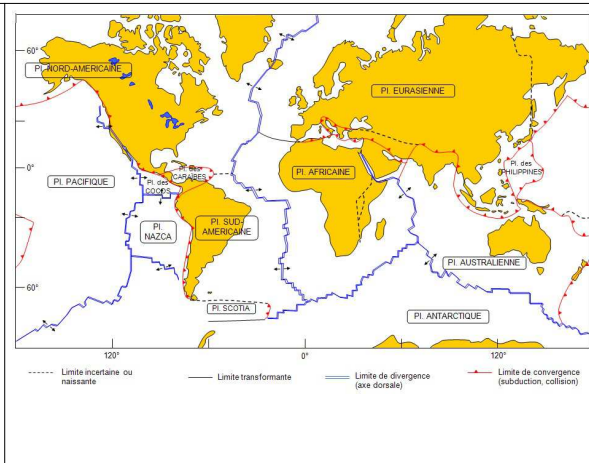 60°
Pl. NORD-AMERICAINE
Pl. EURASIENNE
0°
Pl. PACIFIQUE
Pl. des
COCOS
Pl. des
CARAIBES
Pl. AFRICAINE
Pl. des
PHILIPPINES
Pl.
NAZCA
Pl. SUD-
AMERICAINE
Pl. AUSTRALIENNE
60°
Pl. SCOTIA
Pl. ANTARCTIQUE
120°
0°
120°
Limite incertaine ou
naissante
Limite transformante
Limite de divergence
(axe dorsale)
Limite de convergence
(subduction, collision)